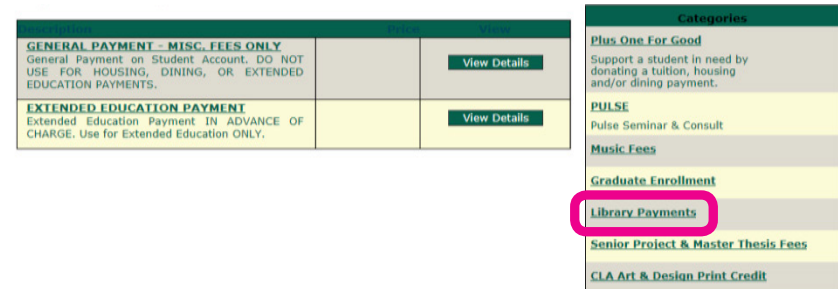 Description Price View
GENERAL PAYMENT - MISC. FEES ONLY
General Payment on Student Account. DO NOT
USE FOR HOUSING, DINING, OR EXTENDED
EDUCATION PAYMENTS.
View Details
EXTENDED EDUCATION PAYMENT
Extended Education Payment IN ADVANCE OF
CHARGE. Use for Extended Education ONLY.
View Details
Categories
Plus One For Good
Support a student in need by
donating a tuition, housing
and/or dining payment.
PULSE
Pulse Seminar & Consult
Music Fees
Graduate Enrollment
Library Payments
Senior Project & Master Thesis Fees
CLA Art & Design Print Credit